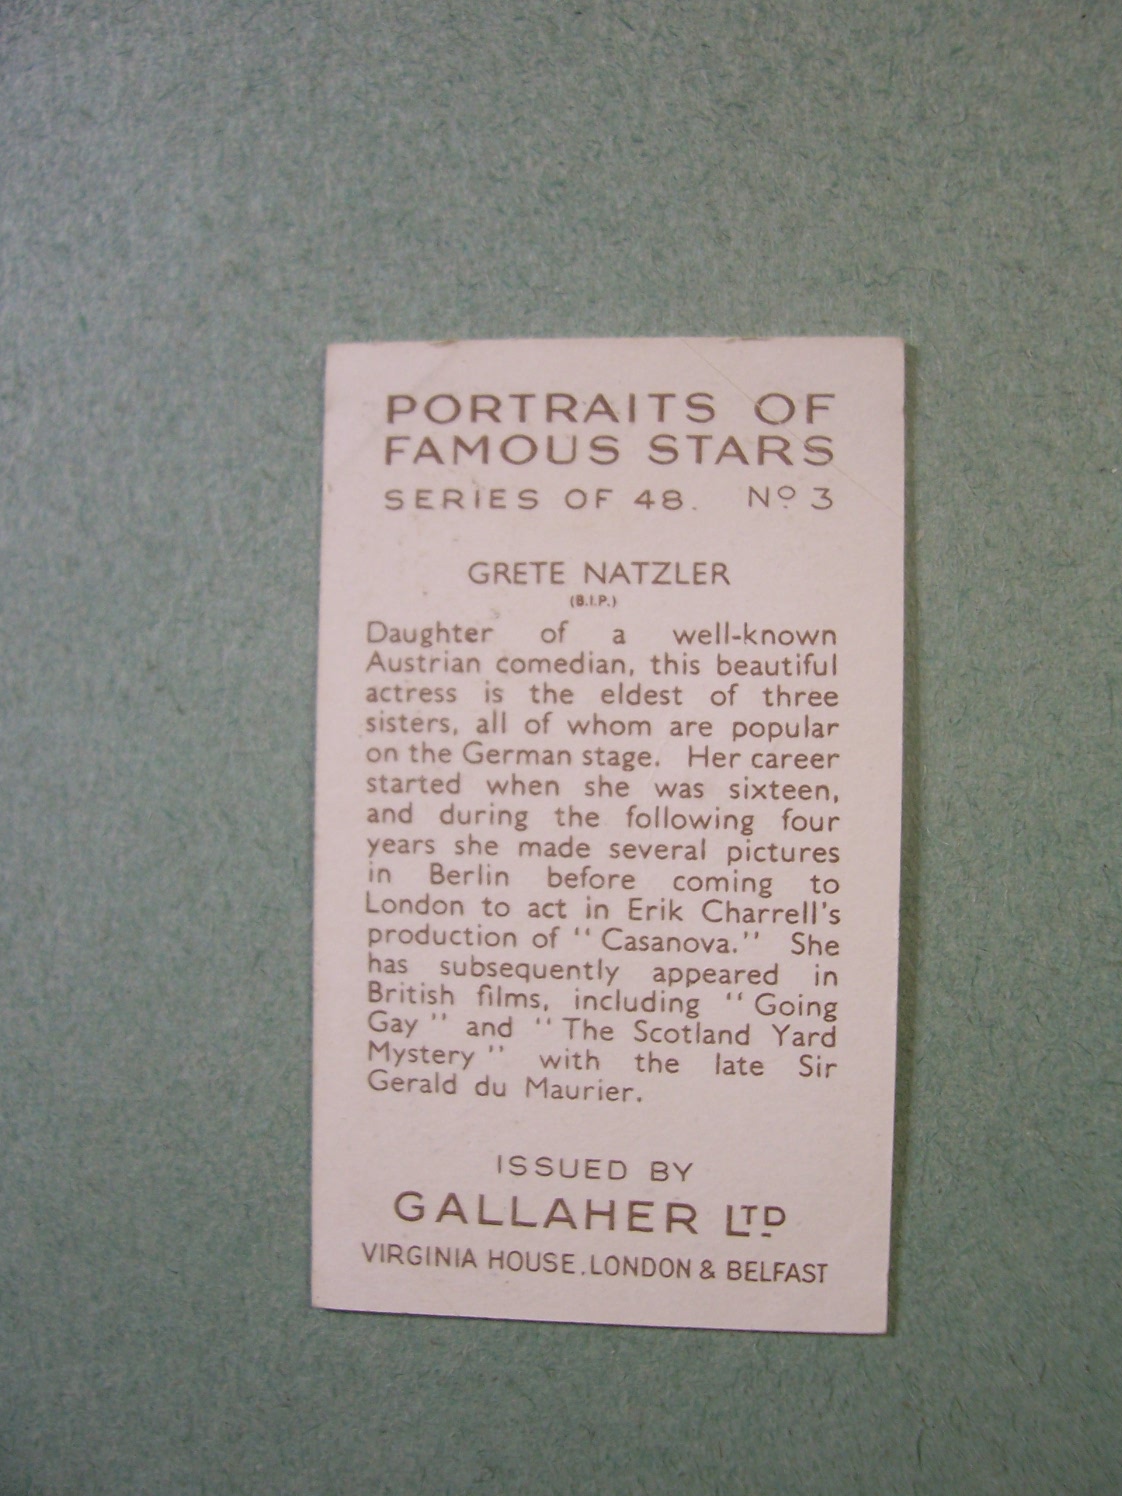 PORTRAITS OF
FAMOUS STARS
SERIES OF 48. Nº 3
GRETE NATZLER
(B.I.P.)
Daughter of a well-known
Austrian comedian, this beautiful
actress is the eldest of three
sisters, all of whom are popular
on the German stage. Her career
started when she was sixteen,
and during the following four
years she made several pictures
in Berlin before coming to
London to act in Erik Charrell's
production of "Casanova." She
has subsequently appeared in
British films, including "Going
Gay" and "The Scotland Yard
Mystery" with the late Sir
Gerald du Maurier.
ISSUED BY
GALLAHER LTD
VIRGINIA HOUSE. LONDON & BELFAST